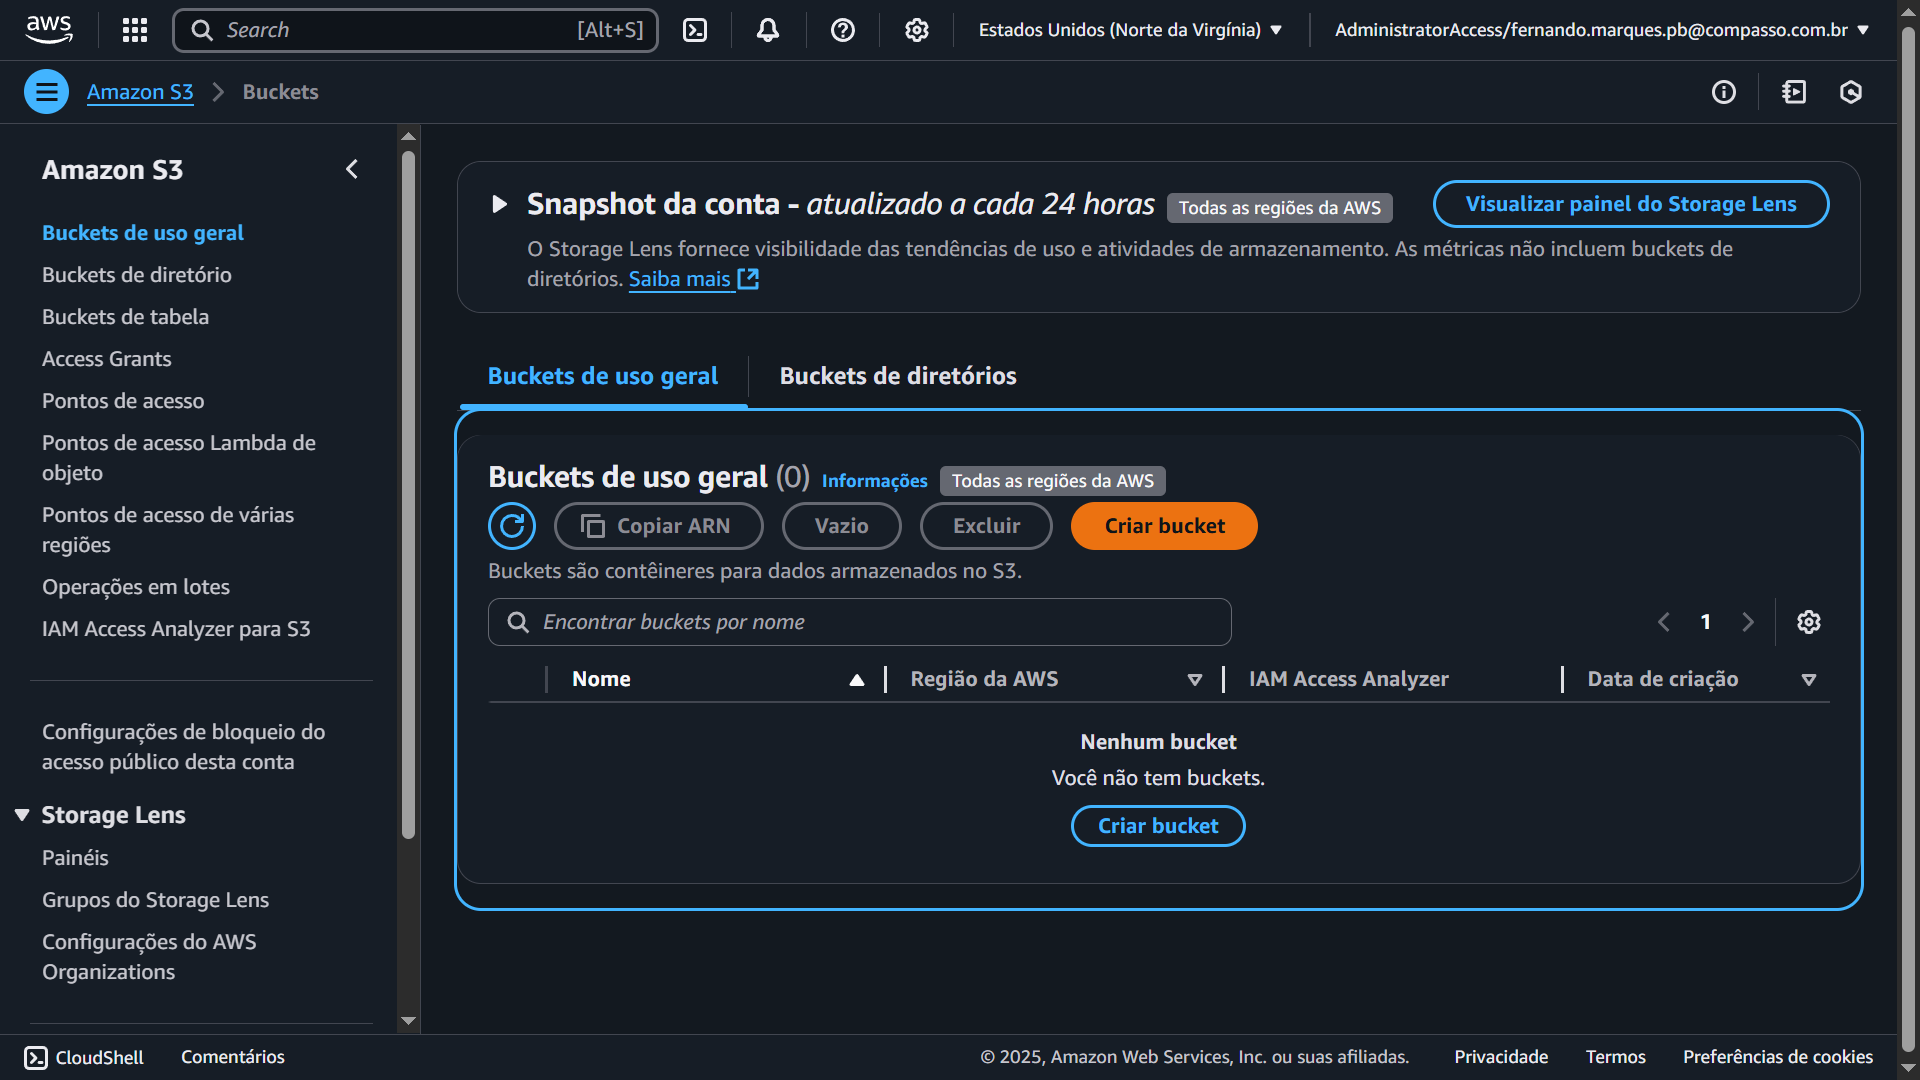 aws
Search [Alt+S]
Estados Unidos (Norte da Virgínia)
AdministratorAccess/fernando.marques.pb@compasso.com.br
Amazon S3 Buckets
Amazon S3
Buckets de uso geral
Buckets de diretório
Buckets de tabela
Access Grants
Pontos de acesso
Pontos de acesso Lambda de
objeto
Pontos de acesso de várias
regiões
Operações em lotes
IAM Access Analyzer para S3
Configurações de bloqueio do
acesso público desta conta
Storage Lens
Painéis
Grupos do Storage Lens
Configurações do AWS
Organizations
Snapshot da conta - atualizado a cada 24 horas Todas as regiões da AWS
Visualizar painel do Storage Lens
O Storage Lens fornece visibilidade das tendências de uso e atividades de armazenamento. As métricas não incluem buckets de
diretórios. Saiba mais
Buckets de uso geral
Buckets de diretórios
Buckets de uso geral (0) Informações Todas as regiões da AWS
Copiar ARN Vazio Excluir Criar bucket
Buckets são contêineres para dados armazenados no S3.
Encontrar buckets por nome
1
Nome Região da AWS IAM Access Analyzer Data de criação
Nenhum bucket
Você não tem buckets.
Criar bucket
CloudShell Comentários © 2025, Amazon Web Services, Inc. ou suas afiliadas. Privacidade Termos Preferências de cookies